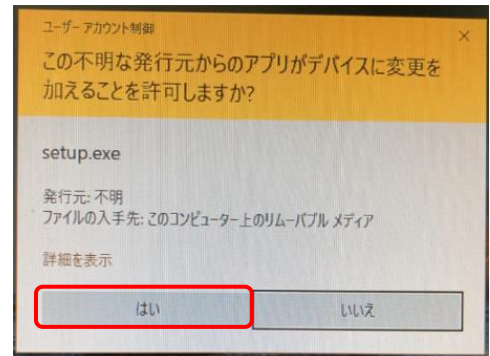 ユーザー アカウント制御
この不明な発行元からのアプリがデバイスに変更を
加えることを許可しますか?
setup.exe
発行元: 不明
ファイルの入手先: このコンピューター上のリムーバブル メディア
詳細を表示
はい
いいえ